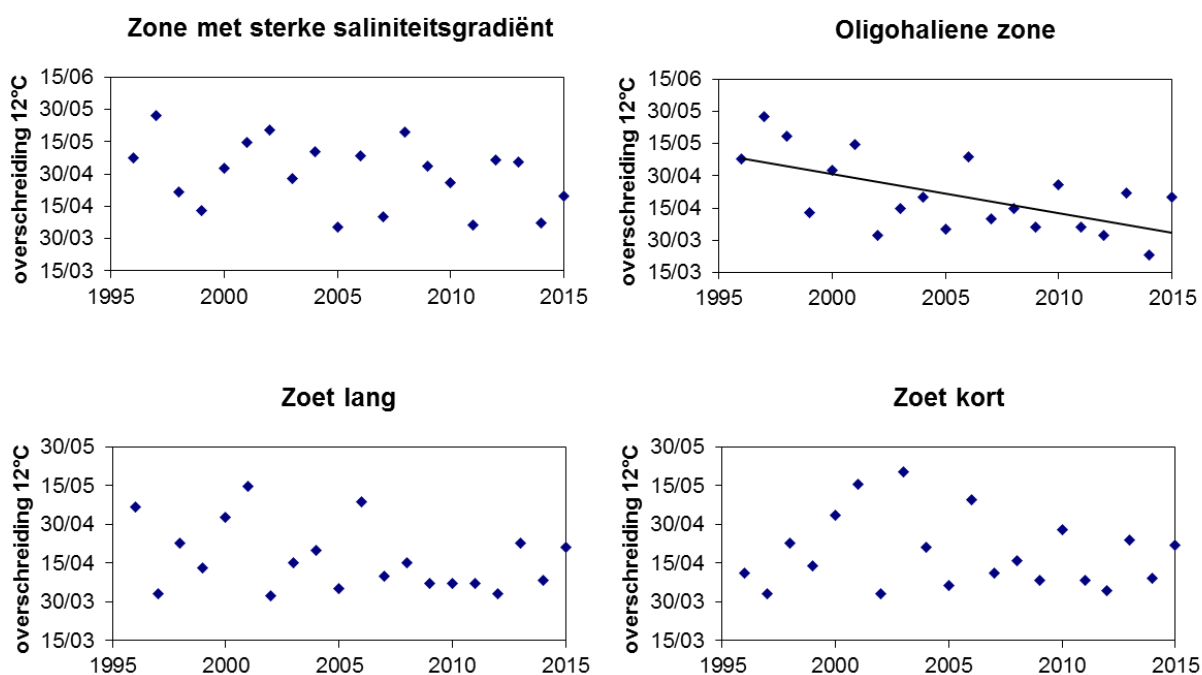 Zone met sterke saliniteitsgradiënt
overschreiding 12°C
15/06
30/05
15/05
30/04
15/04
30/03
15/03
1995 2000 2005 2010 2015
Oligohaliene zone
overschreiding 12°C
15/06
30/05
15/05
30/04
15/04
30/03
15/03
1995 2000 2005 2010 2015
Zoet lang
overschreiding 12°C
30/05
15/05
30/04
15/04
30/03
15/03
1995 2000 2005 2010 2015
Zoet kort
overschreiding 12°C
30/05
15/05
30/04
15/04
30/03
15/03
1995 2000 2005 2010 2015